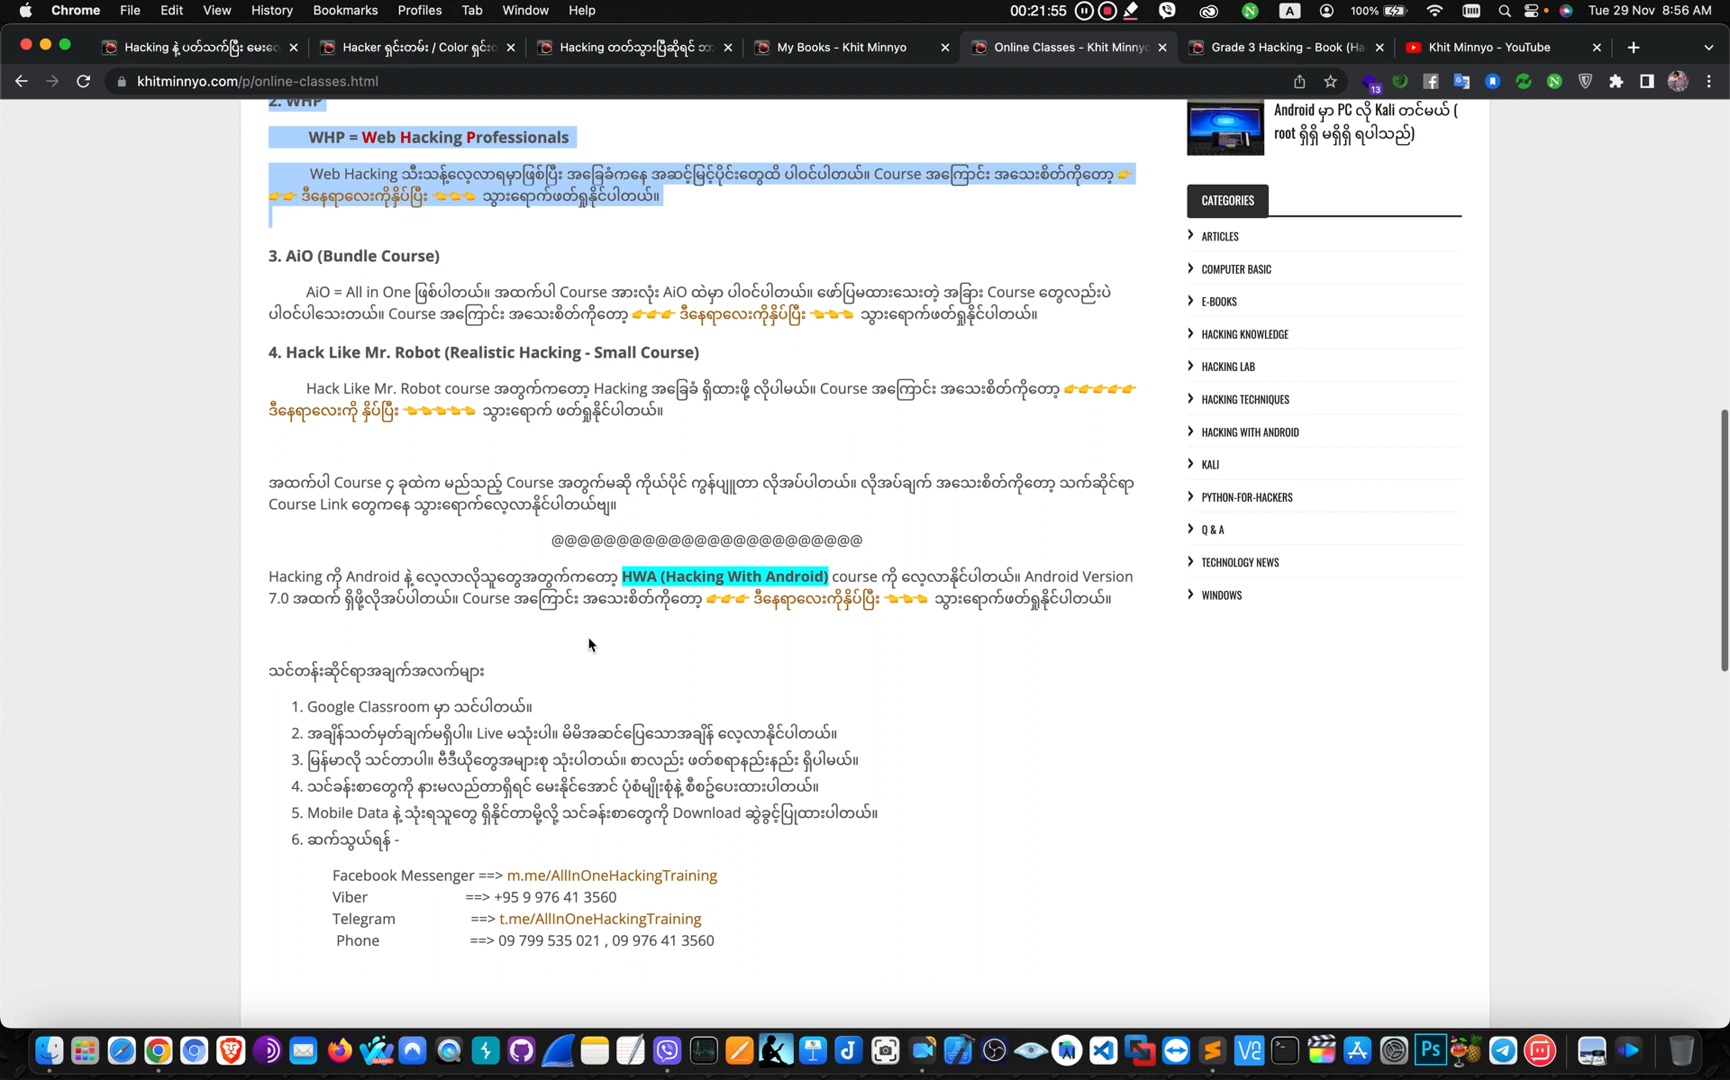 Chrome File Edit View History Bookmarks Profiles Tab Window Help 00:21:55 A 100% Tue 29 Nov 8:56 AM
Hacking နဲ့ ပတ်သက်ပြီး မေးလေ Hacker ရှင်းတမ်း / Color ရှင်းတ Hacking တတ်သွားပြီဆိုရင် ဘာ My Books - Khit Minnyo Online Classes - Khit Minnyo Grade 3 Hacking - Book (Ha Khit Minnyo - YouTube
khitminnyo.com/p/online-classes.html
13
2. WHP
WHP = Web Hacking Professionals
Web Hacking သီးသန့်လေ့လာရမှာဖြစ်ပြီး အခြေခံကနေ အဆင့်မြင့်ပိုင်းတွေထိ ပါဝင်ပါတယ်။ Course အကြောင်း အသေးစိတ်ကိုတော့ 👉
👉👉 ဒီနေရာလေးကိုနှိပ်ပြီး 👈👈👈 သွားရောက်ဖတ်ရှုနိုင်ပါတယ်။
3. AiO (Bundle Course)
AiO = All in One ဖြစ်ပါတယ်။ အထက်ပါ Course အားလုံး AiO ထဲမှာ ပါဝင်ပါတယ်။ ဖော်ပြမထားသေးတဲ့ အခြား Course တွေလည်းပဲ
ပါဝင်ပါသေးတယ်။ Course အကြောင်း အသေးစိတ်ကိုတော့ 👉👉👉 ဒီနေရာလေးကိုနှိပ်ပြီး 👈👈👈 သွားရောက်ဖတ်ရှုနိုင်ပါတယ်။
4. Hack Like Mr. Robot (Realistic Hacking - Small Course)
Hack Like Mr. Robot course အတွက်ကတော့ Hacking အခြေခံ ရှိထားဖို့ လိုပါမယ်။ Course အကြောင်း အသေးစိတ်ကိုတော့ 👉👉👉👉👉
ဒီနေရာလေးကို နှိပ်ပြီး 👈👈👈👈👈 သွားရောက် ဖတ်ရှုနိုင်ပါတယ်။
အထက်ပါ Course ၄ ခုထဲက မည်သည့် Course အတွက်မဆို ကိုယ်ပိုင် ကွန်ပျူတာ လိုအပ်ပါတယ်။ လိုအပ်ချက် အသေးစိတ်ကိုတော့ သက်ဆိုင်ရာ
Course Link တွေကနေ သွားရောက်လေ့လာနိုင်ပါတယ်ဗျ။
@@@@@@@@@@@@@@@@@@@@@@@@
Hacking ကို Android နဲ့ လေ့လာလိုသူတွေအတွက်ကတော့ HWA (Hacking With Android) course ကို လေ့လာနိုင်ပါတယ်။ Android Version
7.0 အထက် ရှိဖို့လိုအပ်ပါတယ်။ Course အကြောင်း အသေးစိတ်ကိုတော့ 👉👉👉 ဒီနေရာလေးကိုနှိပ်ပြီး 👈👈👈 သွားရောက်ဖတ်ရှုနိုင်ပါတယ်။
သင်တန်းဆိုင်ရာအချက်အလက်များ
1. Google Classroom မှာ သင်ပါတယ်။
2. အချိန်သတ်မှတ်ချက်မရှိပါ။ Live မသုံးပါ။ မိမိအဆင်ပြေသောအချိန် လေ့လာနိုင်ပါတယ်။
3. မြန်မာလို သင်တာပါ။ ဗီဒီယိုတွေအများစု သုံးပါတယ်။ စာလည်း ဖတ်စရာနည်းနည်း ရှိပါမယ်။
4. သင်ခန်းစာတွေကို နားမလည်တာရှိရင် မေးနိုင်အောင် ပုံစံမျိုးစုံနဲ့ စီစဉ်ပေးထားပါတယ်။
5. Mobile Data နဲ့ သုံးရသူတွေ ရှိနိုင်တာမို့လို့ သင်ခန်းစာတွေကို Download ဆွဲခွင့်ပြုထားပါတယ်။
6. ဆက်သွယ်ရန် -
Facebook Messenger ==> m.me/AllInOneHackingTraining
Viber ==> +95 9 976 41 3560
Telegram ==> t.me/AllInOneHackingTraining
Phone ==> 09 799 535 021 , 09 976 41 3560
Android မှာ PC လို Kali တင်မယ် (
root ရှိရှိ မရှိရှိ ရပါသည်)
CATEGORIES
ARTICLES
COMPUTER BASIC
E-BOOKS
HACKING KNOWLEDGE
HACKING LAB
HACKING TECHNIQUES
HACKING WITH ANDROID
KALI
PYTHON-FOR-HACKERS
Q & A
TECHNOLOGY NEWS
WINDOWS